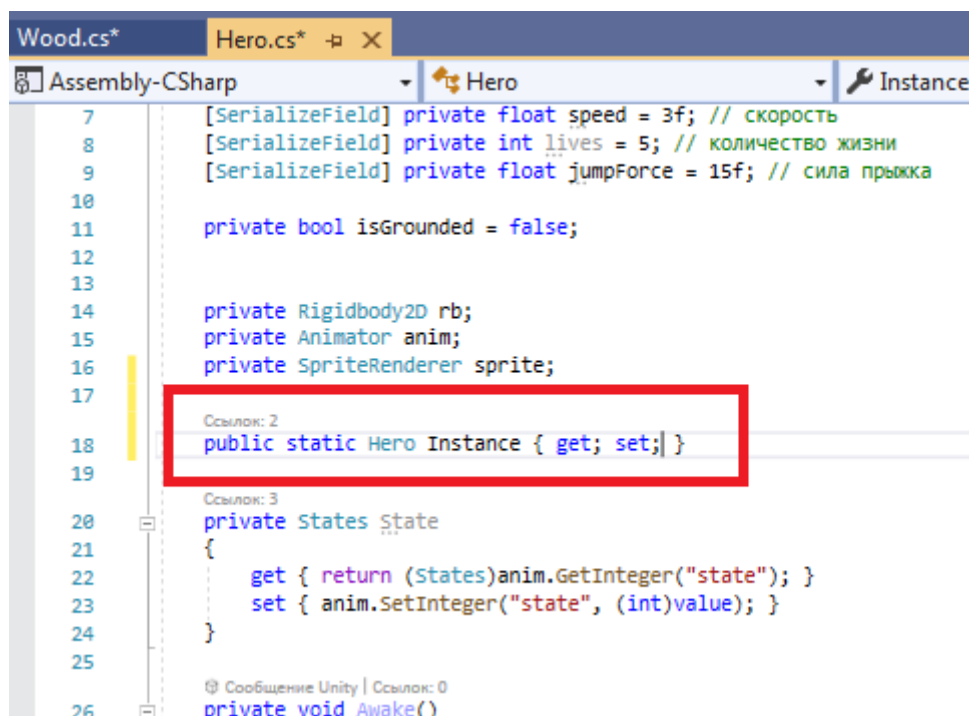 Wood.cs*
Hero.cs*
Assembly-CSharp
Hero
Instance
7 [SerializeField] private float speed = 3f; // скорость
8 [SerializeField] private int lives = 5; // количество жизни
9 [SerializeField] private float jumpForce = 15f; // сила прыжка
10
11 private bool isGrounded = false;
12
13
14 private Rigidbody2D rb;
15 private Animator anim;
16 private SpriteRenderer sprite;
17
Ссылок: 2
18 public static Hero Instance { get; set; }
19
Ссылок: 3
20 private States State
21 {
22 get { return (States)anim.GetInteger("state"); }
23 set { anim.SetInteger("state", (int)value); }
24 }
25
Сообщение Unity | Ссылок: 0
26 private void Awake()